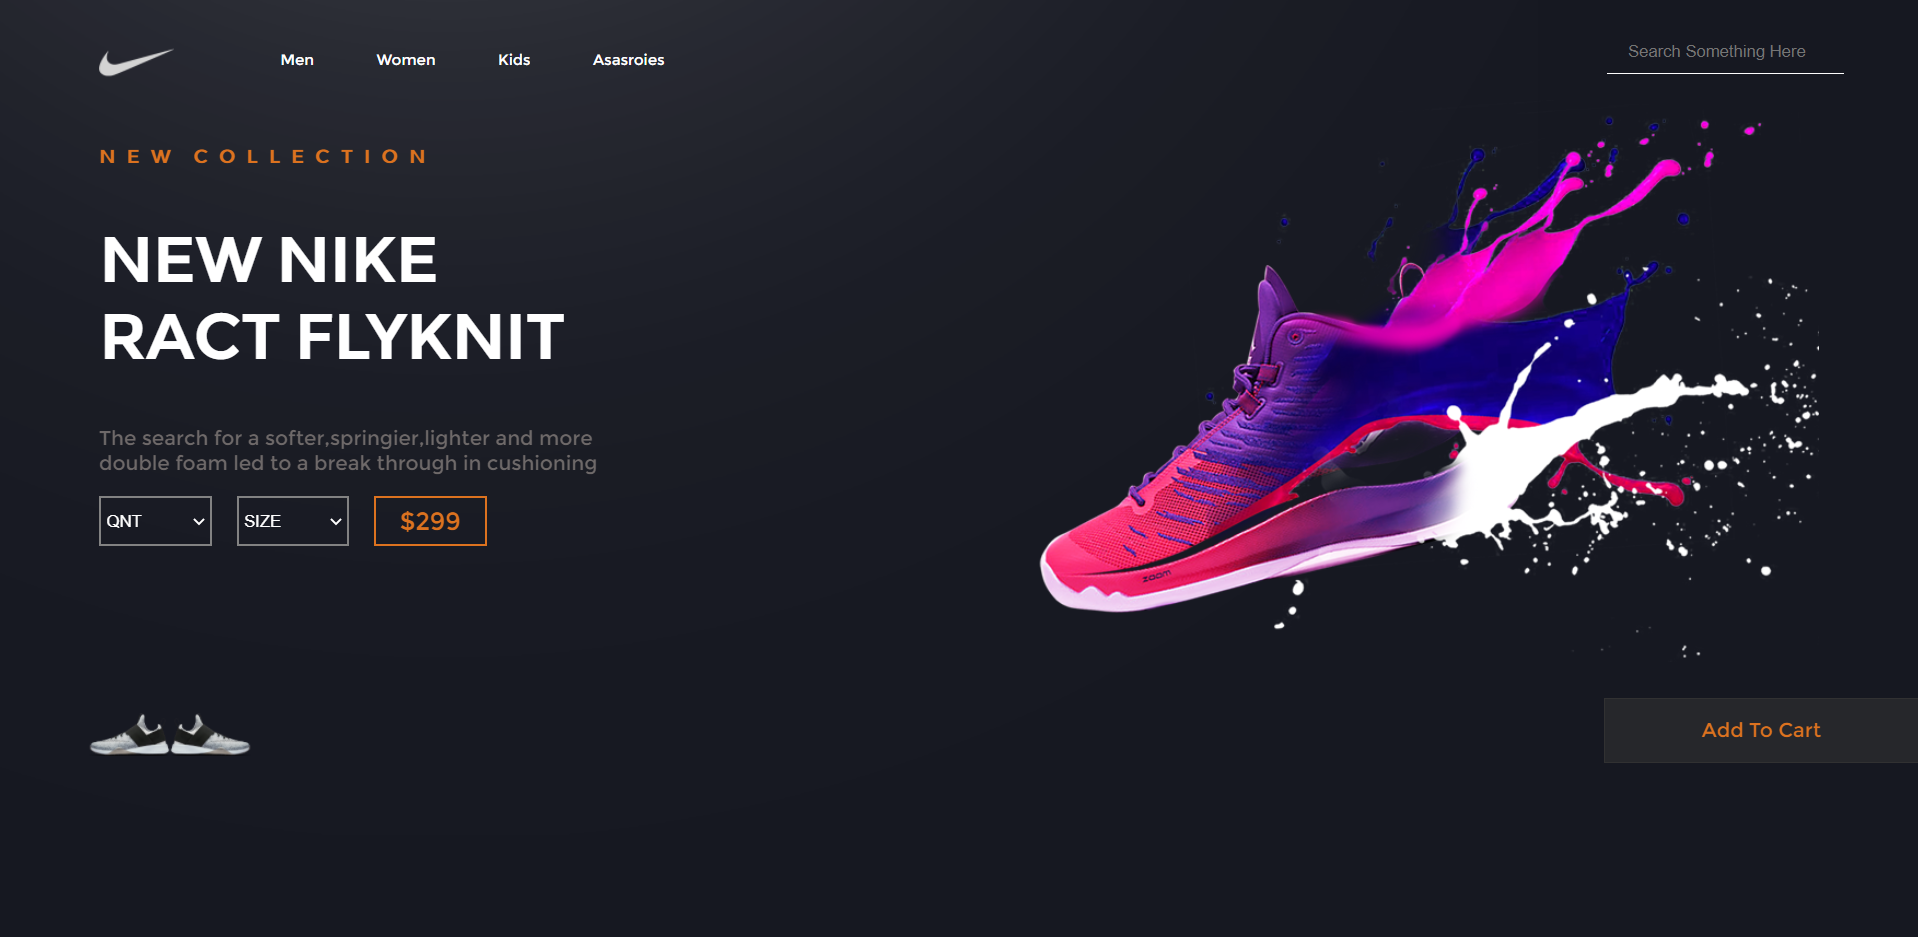 Men Women Kids Asasroies
Search Something Here
NEW COLLECTION
NEW NIKE
RACT FLYKNIT
The search for a softer,springier,lighter and more
double foam led to a break through in cushioning
QNT SIZE $299
zoom
Add To Cart